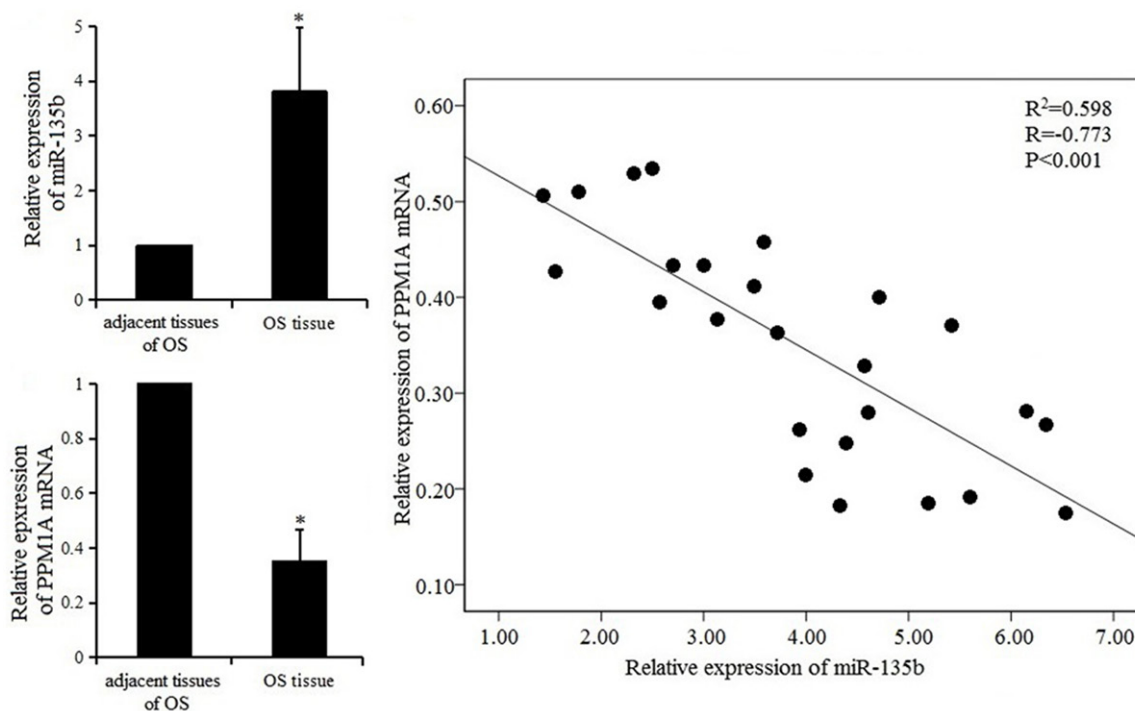 Relative expression
of miR-135b
5
4
3
2
1
0
*
adjacent tissues
of OS
OS tissue
Relative epxression
of PPM1A mRNA
1
0.8
0.6
0.4
0.2
0
*
adjacent tissues
of OS
OS tissue
Relative expression of PPM1A mRNA
0.60
0.50
0.40
0.30
0.20
0.10
R²=0.598
R=-0.773
P<0.001
1.00 2.00 3.00 4.00 5.00 6.00 7.00
Relative expression of miR-135b